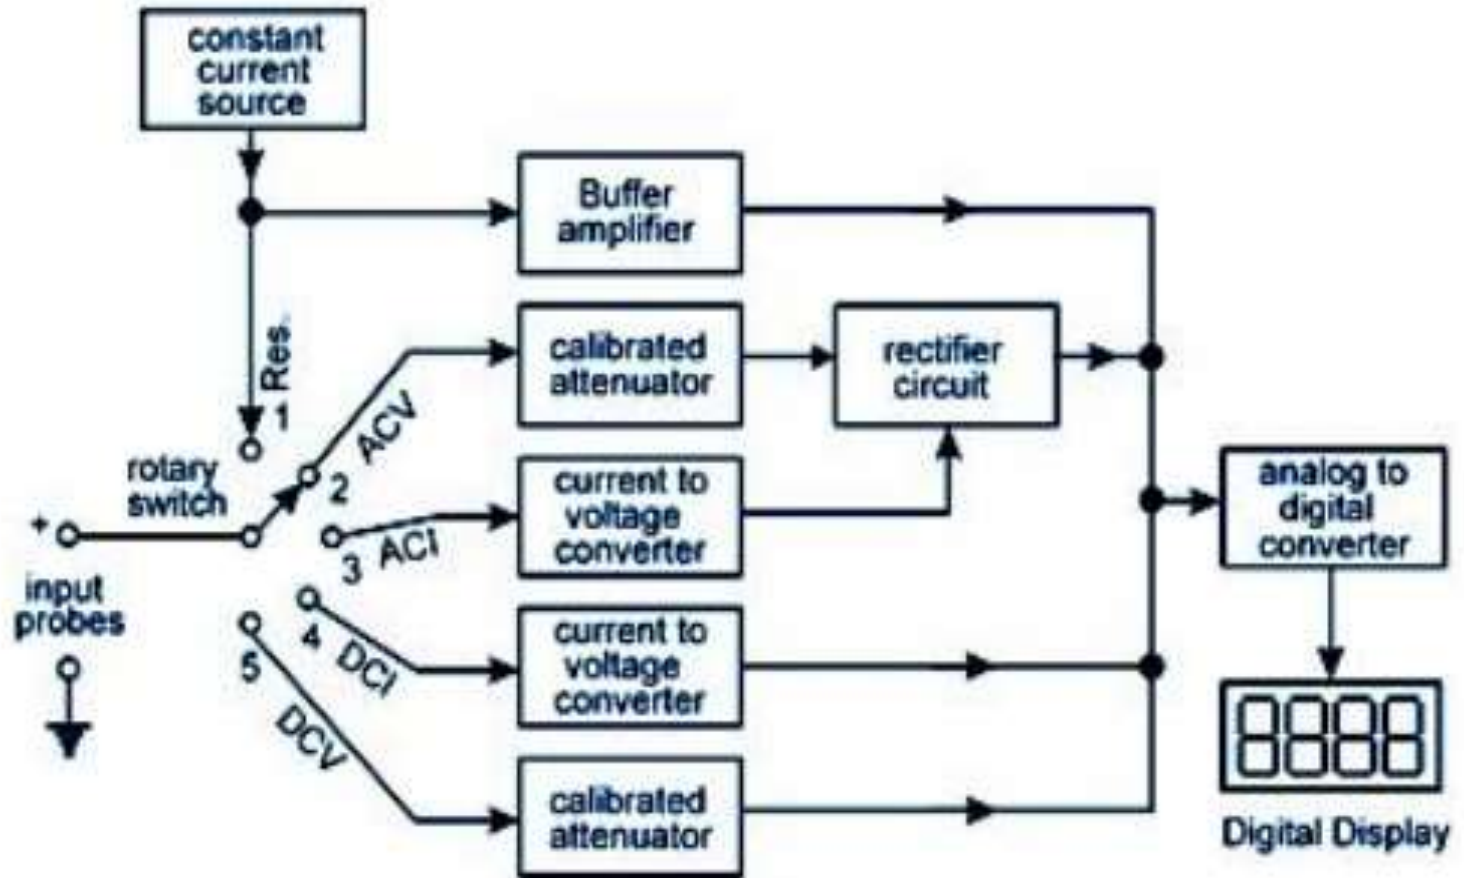 constant
current
source
Buffer
amplifier
calibrated
attenuator
rectifier
circuit
Res.
1
ACV
2
rotary
switch
+
input
probes
ACI
3
current to
voltage
converter
analog to
digital
converter
DCI
4
current to
voltage
converter
DCV
5
calibrated
attenuator
8888
Digital Display